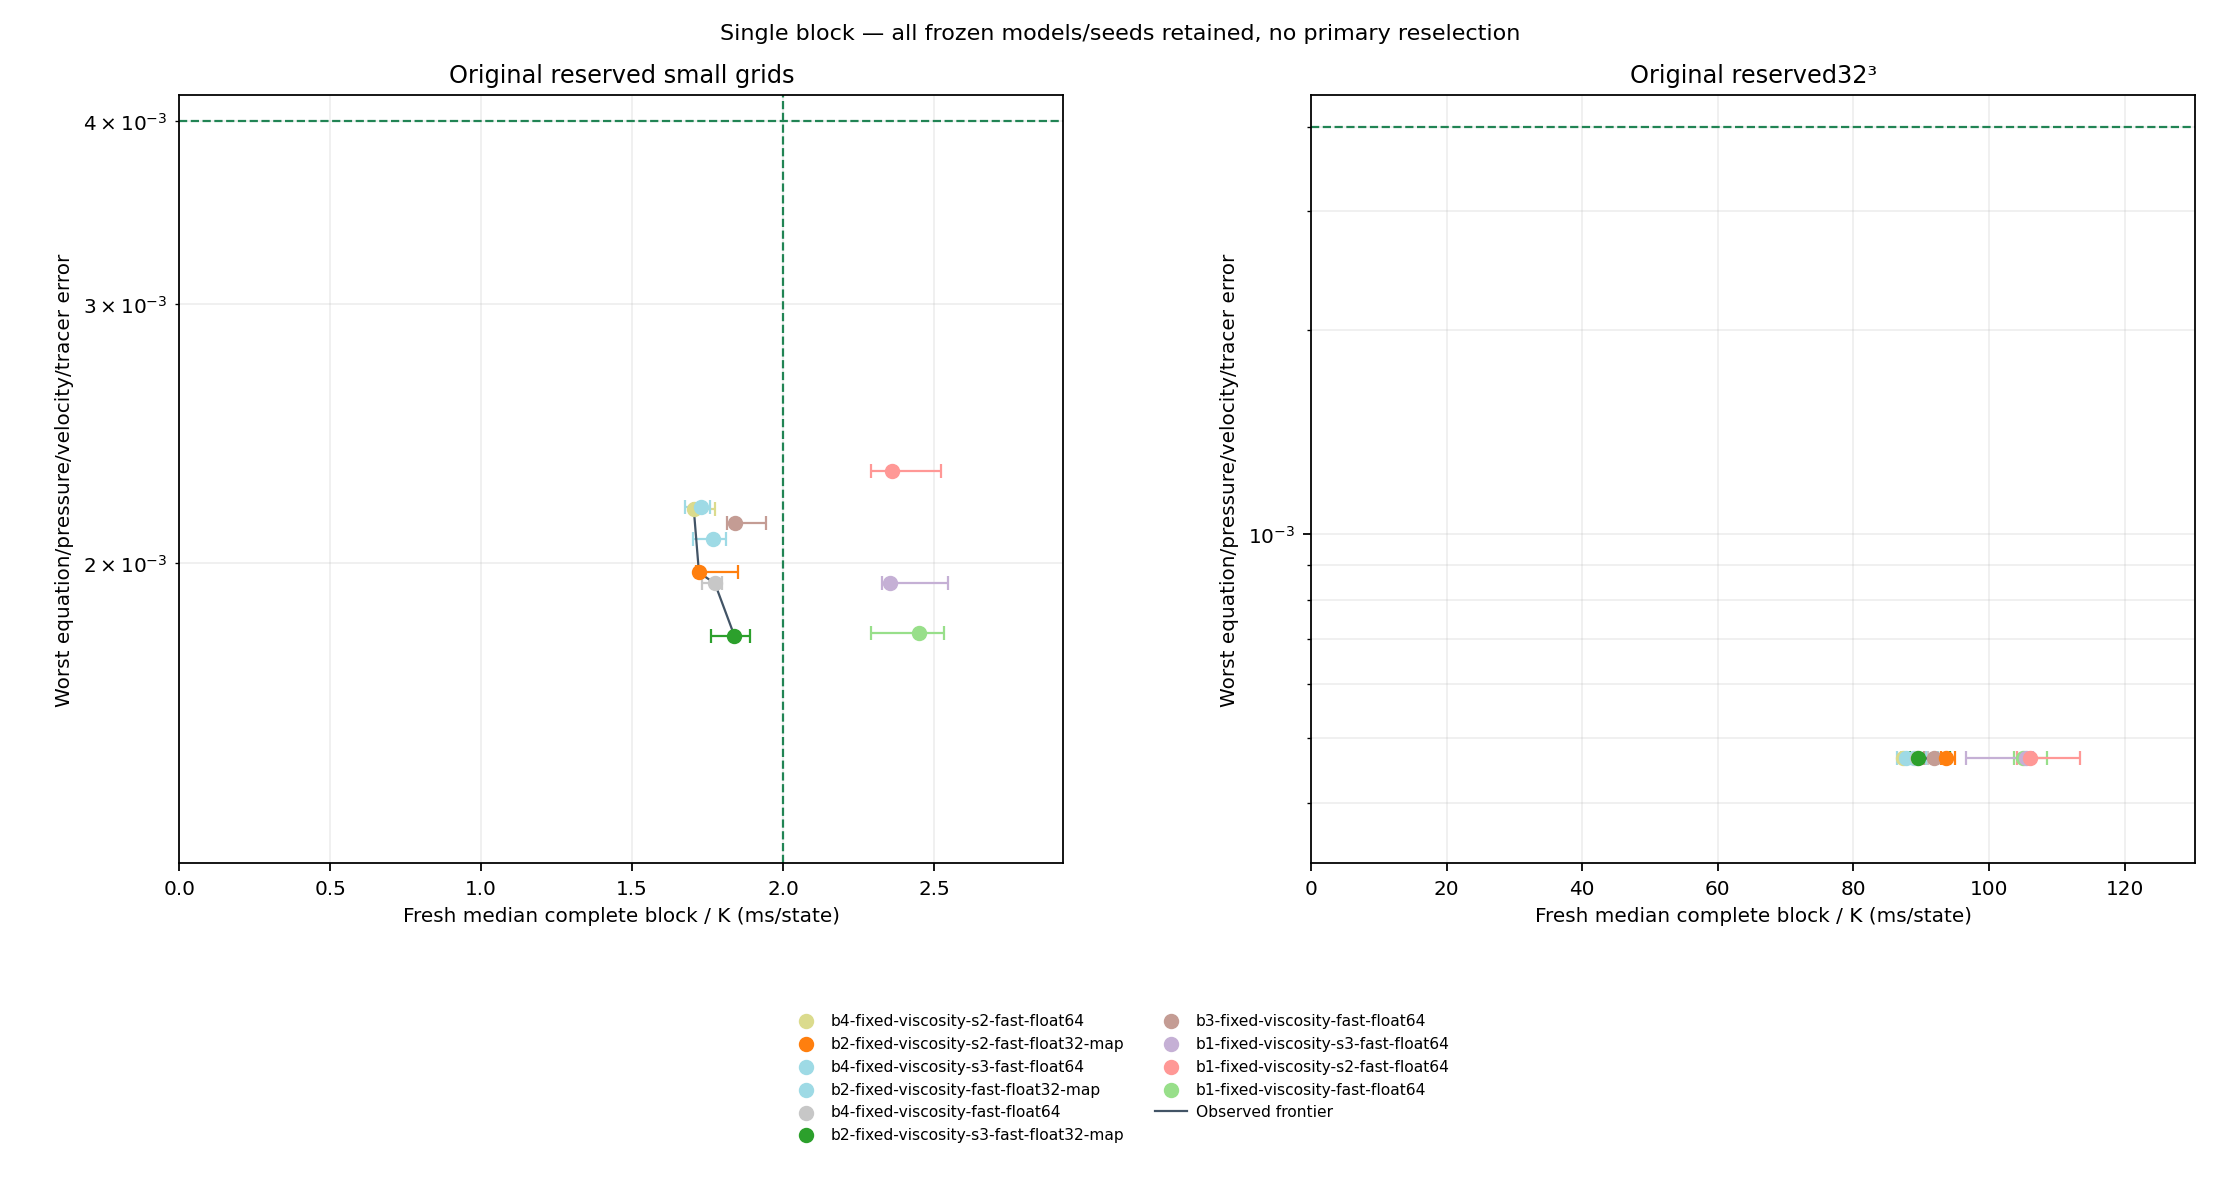 Single block — all frozen models/seeds retained, no primary reselection
Original reserved small grids
Worst equation/pressure/velocity/tracer error
4 × 10⁻³
3 × 10⁻³
2 × 10⁻³
0.0 0.5 1.0 1.5 2.0 2.5
Fresh median complete block / K (ms/state)
Original reserved32³
Worst equation/pressure/velocity/tracer error
10⁻³
0 20 40 60 80 100 120
Fresh median complete block / K (ms/state)
b4-fixed-viscosity-s2-fast-float64
b2-fixed-viscosity-s2-fast-float32-map
b4-fixed-viscosity-s3-fast-float64
b2-fixed-viscosity-fast-float32-map
b4-fixed-viscosity-fast-float64
b2-fixed-viscosity-s3-fast-float32-map
b3-fixed-viscosity-fast-float64
b1-fixed-viscosity-s3-fast-float64
b1-fixed-viscosity-s2-fast-float64
b1-fixed-viscosity-fast-float64
Observed frontier